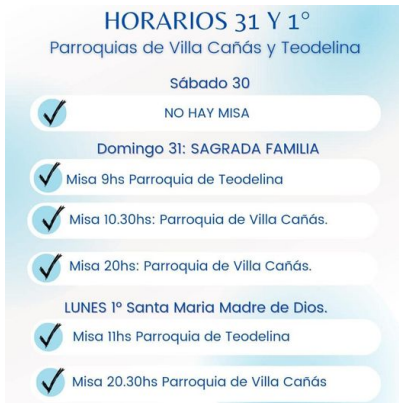 HORARIOS 31 Y 1°
Parroquias de Villa Cañás y Teodelina
Sábado 30
NO HAY MISA
Domingo 31: SAGRADA FAMILIA
Misa 9hs Parroquia de Teodelina
Misa 10.30hs: Parroquia de Villa Cañás.
Misa 20hs: Parroquia de Villa Cañás.
LUNES 1º Santa Maria Madre de Dios.
Misa 11hs Parroquia de Teodelina
Misa 20.30hs Parroquia de Villa Cañás